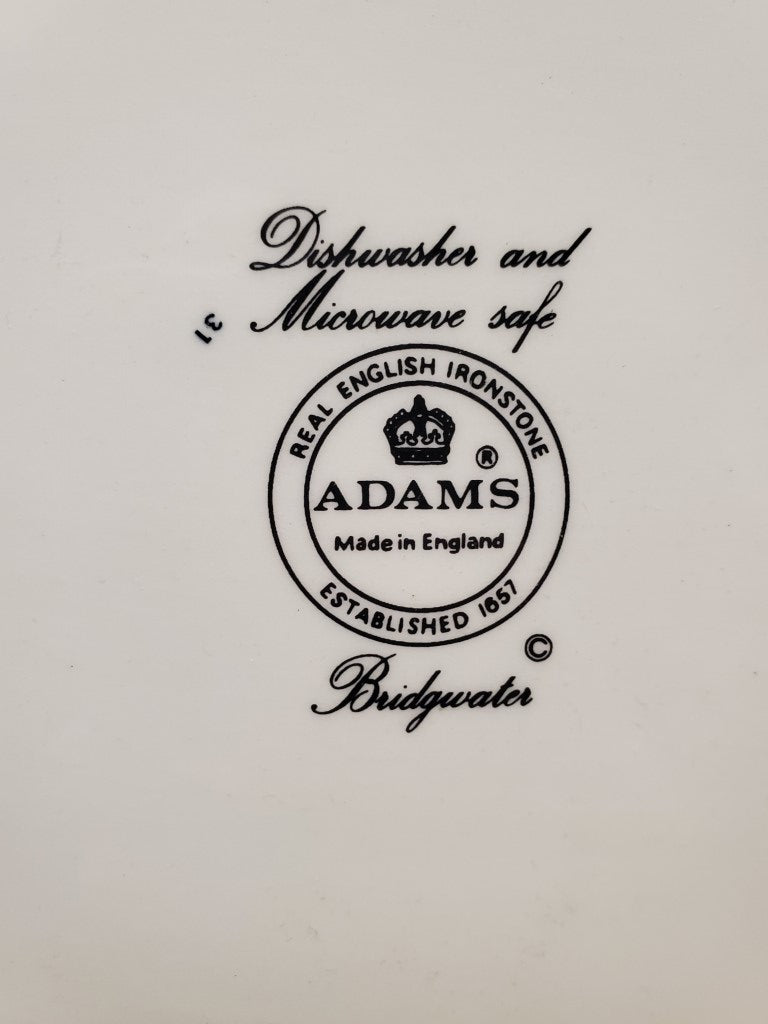 Dishwasher and
Microwave safe
31
REAL ENGLISH IRONSTONE
®
ADAMS
Made in England
ESTABLISHED 1657
©
Bridgwater